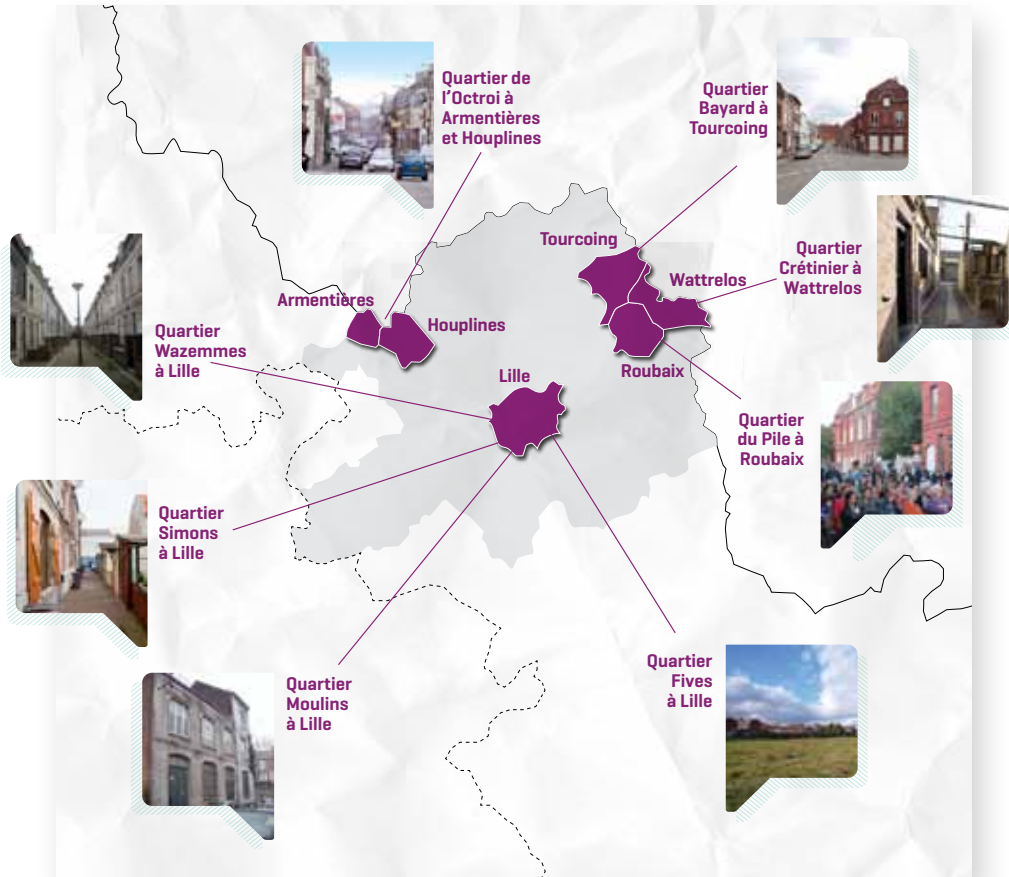 Quartier de
l'Octroi à
Armentières
et Houplines
Quartier
Bayard à
Tourcoing
Tourcoing
Wattrelos
Quartier
Crétinier à
Wattrelos
Armentières
Houplines
Quartier
Wazemmes
à Lille
Lille
Roubaix
Quartier
du Pile à
Roubaix
Quartier
Simons
à Lille
Quartier
Moulins
à Lille
Quartier
Fives
à Lille